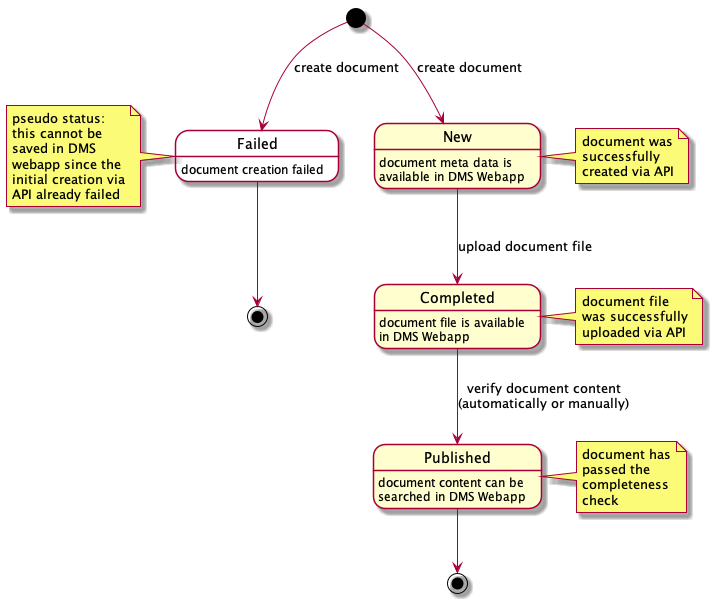 create document
create document
pseudo status:
this cannot be
saved in DMS
webapp since the
initial creation via
API already failed
Failed
document creation failed
New
document meta data is
available in DMS Webapp
document was
successfully
created via API
upload document file
Completed
document file is available
in DMS Webapp
document file
was successfully
uploaded via API
verify document content
(automatically or manually)
Published
document content can be
searched in DMS Webapp
document has
passed the
completeness
check